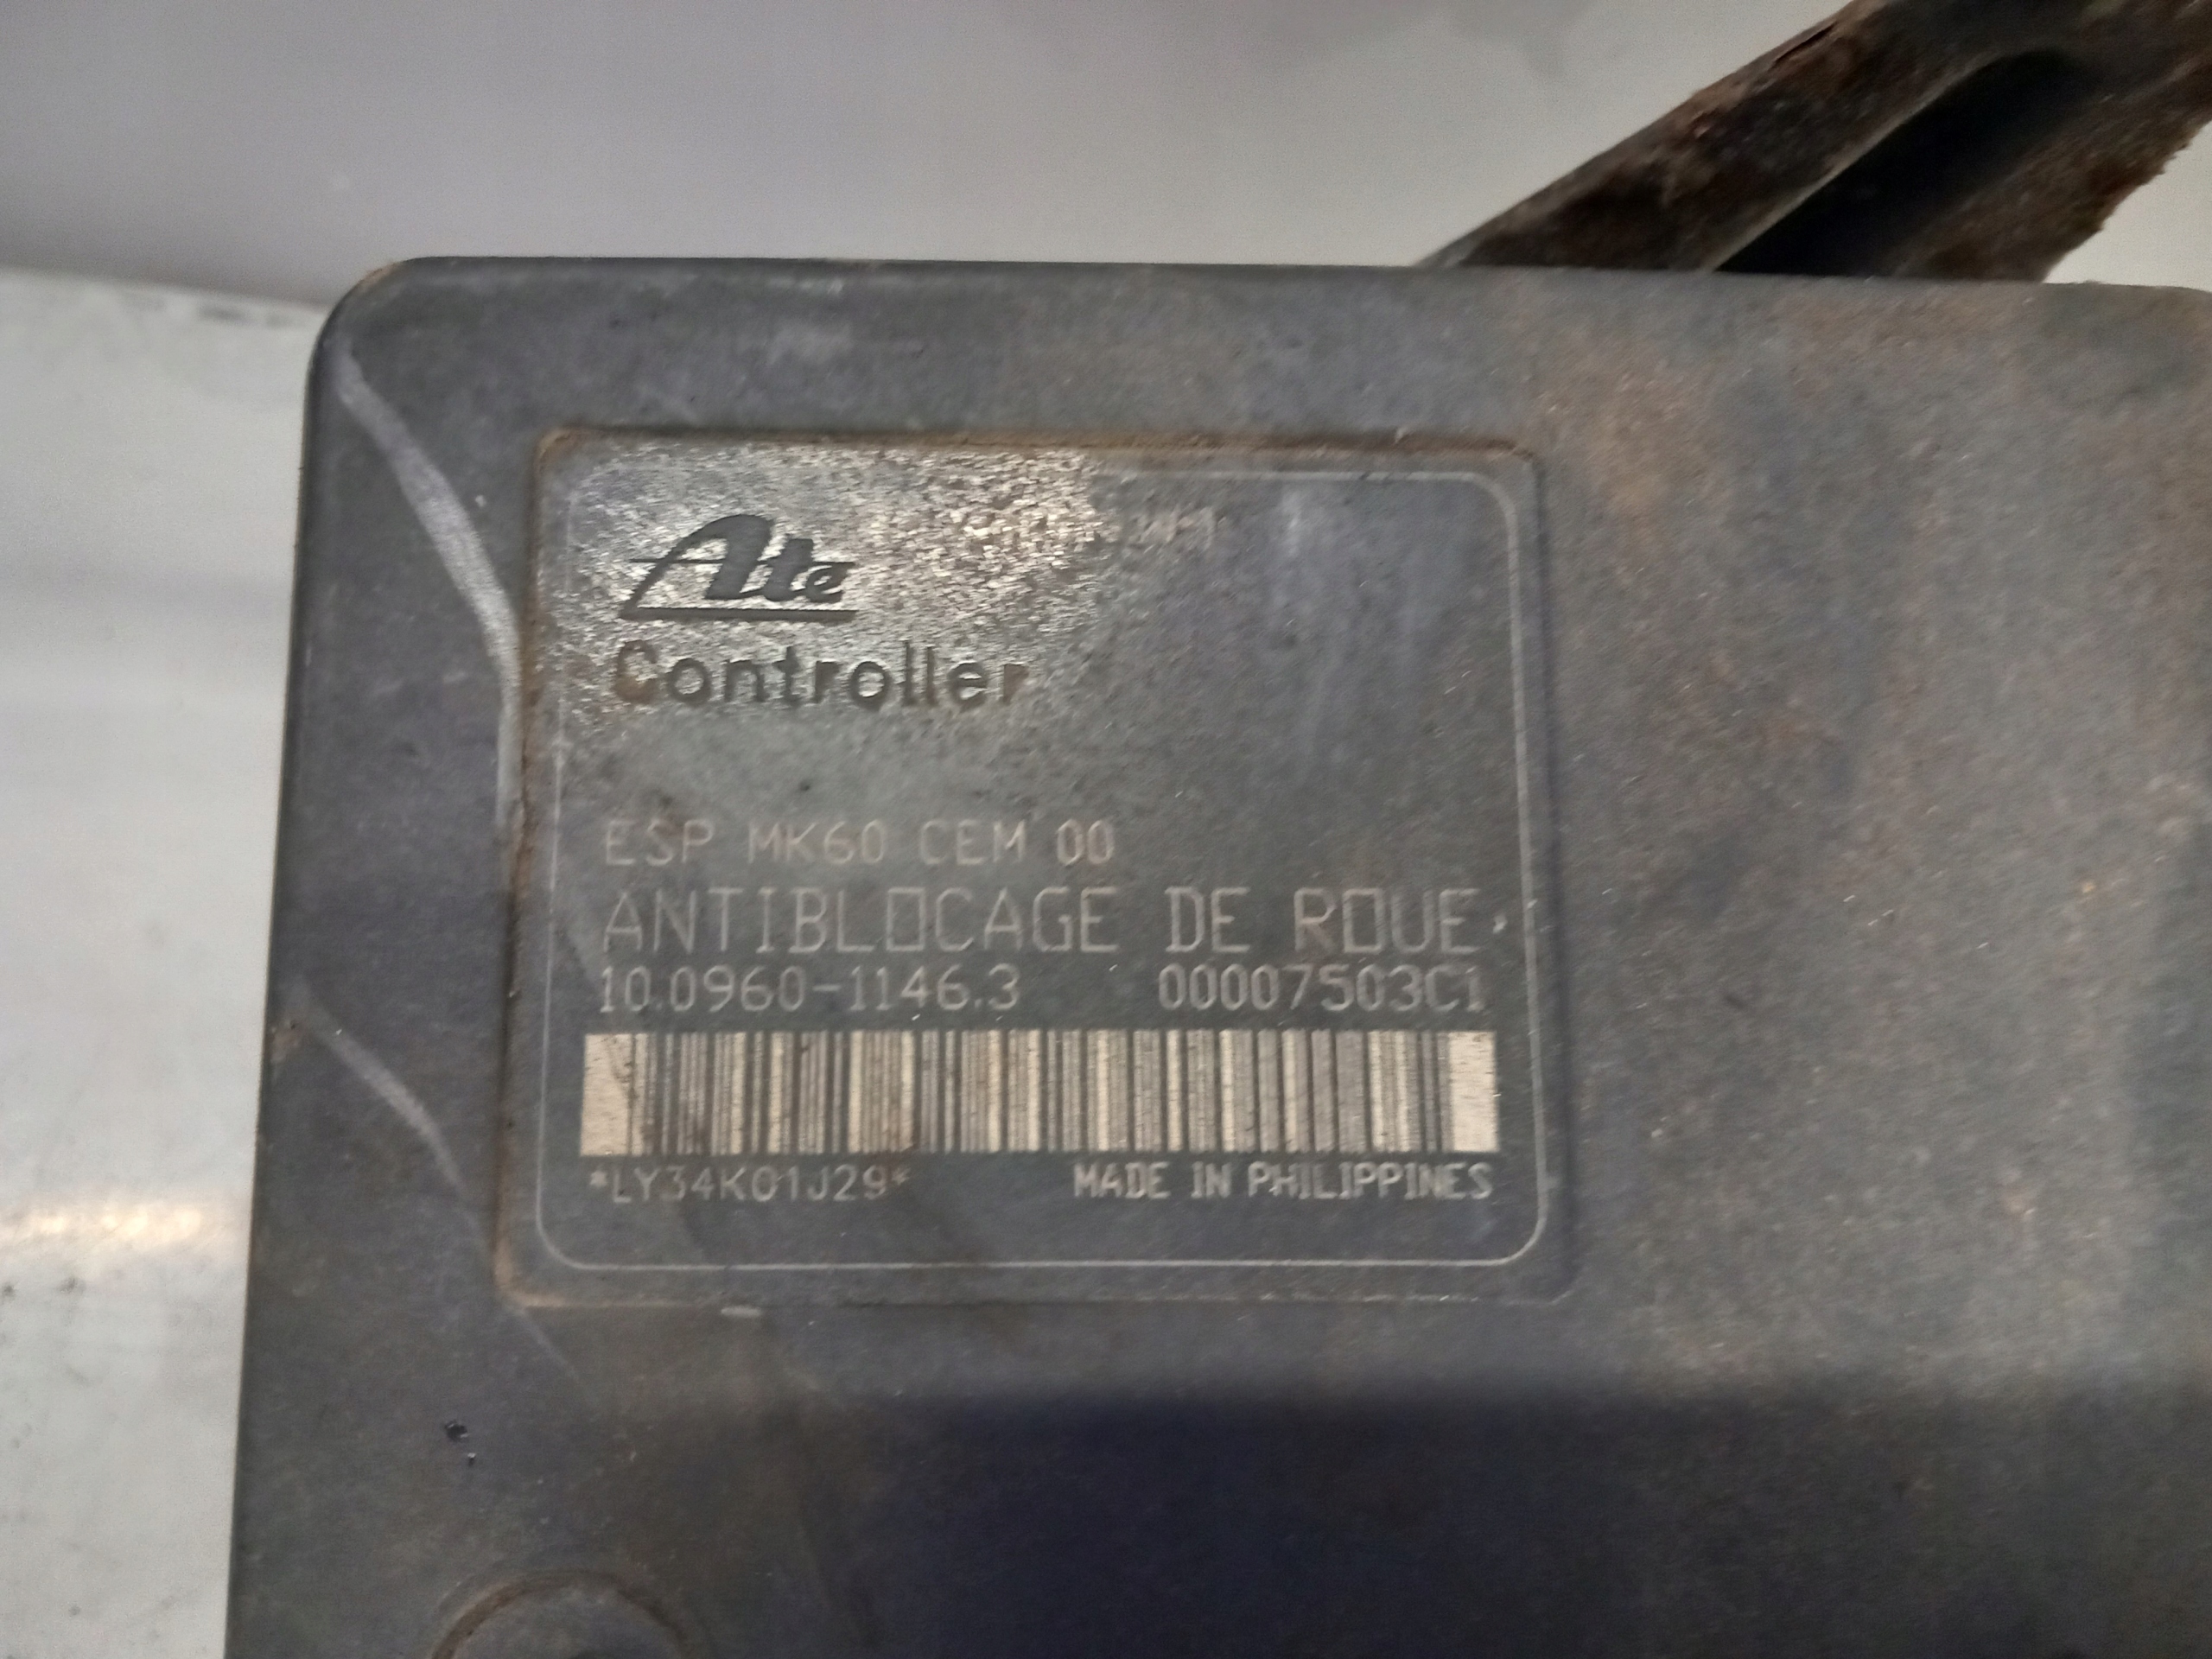 Ate
Controller
ESP MK60 CEM 00
ANTIBLOCAGE DE ROUE
10.0960-1146.3 00007503C1
*LY34K01J29* MADE IN PHILIPPINES